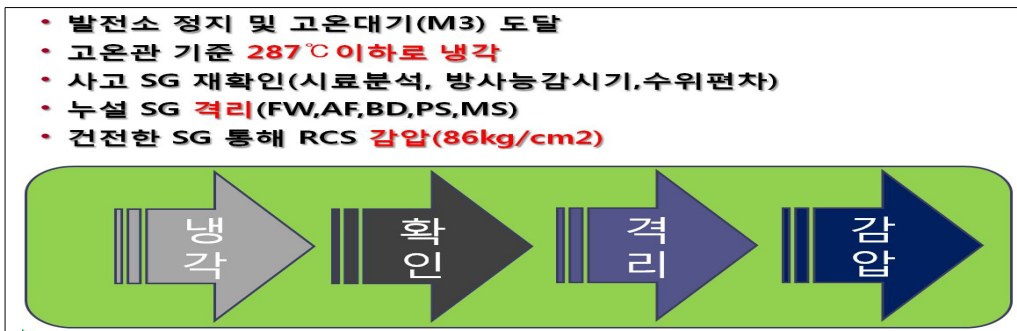 • 발전소 정지 및 고온대기(M3) 도달
• 고온관 기준 287℃이하로 냉각
• 사고 SG 재확인(시료분석, 방사능감시기,수위편차)
• 누설 SG 격리(FW,AF,BD,PS,MS)
• 건전한 SG 통해 RCS 감압(86kg/cm2)
냉각
확인
격리
감압